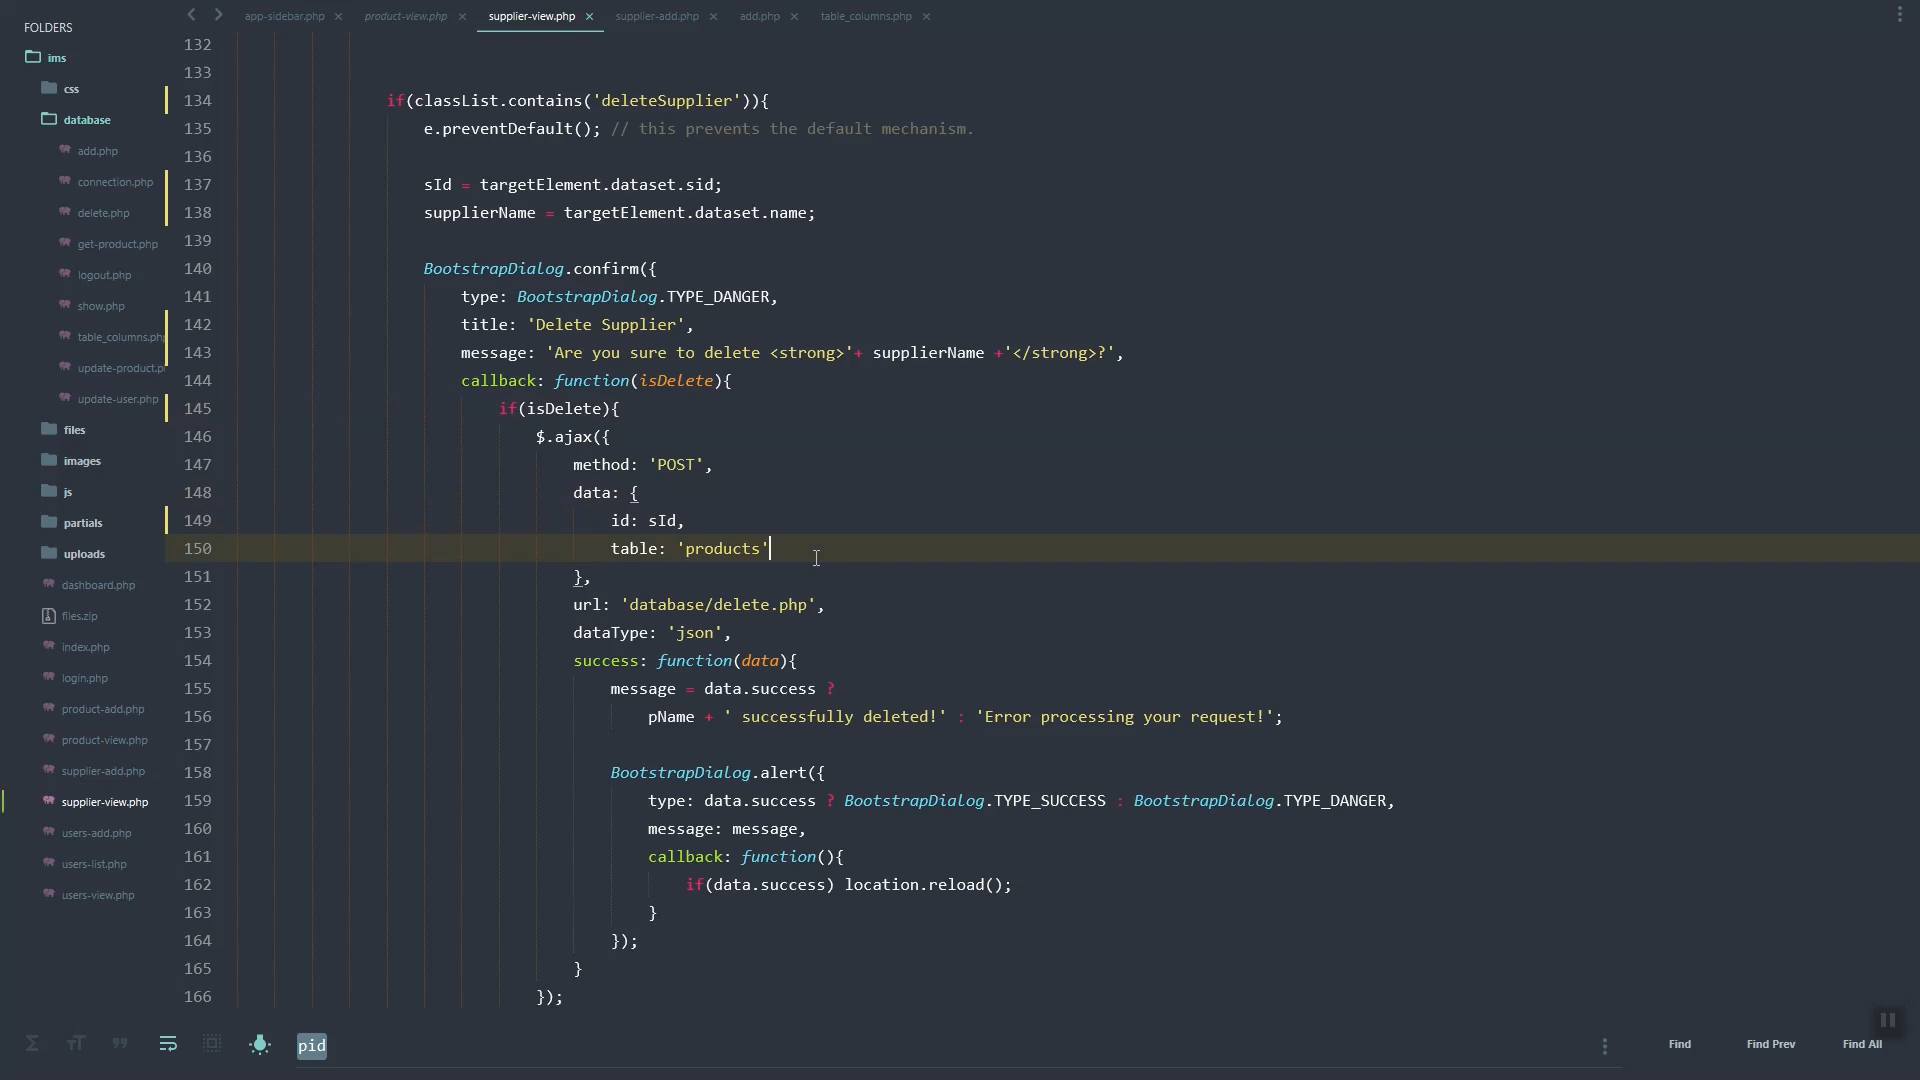 FOLDERS
ims
css
database
add.php
connection.php
delete.php
get-product.php
logout.php
show.php
table_columns.php
update-product.p
update-user.php
files
images
js
partials
uploads
dashboard.php
files.zip
index.php
login.php
product-add.php
product-view.php
supplier-add.php
supplier-view.php
users-add.php
users-list.php
users-view.php
app-sidebar.php × product-view.php × supplier-view.php × supplier-add.php × add.php × table_columns.php ×
132
133
134 if(classList.contains('deleteSupplier')){
135 e.preventDefault(); // this prevents the default mechanism.
136
137 sId = targetElement.dataset.sid;
138 supplierName = targetElement.dataset.name;
139
140 BootstrapDialog.confirm({
141 type: BootstrapDialog.TYPE_DANGER,
142 title: 'Delete Supplier',
143 message: 'Are you sure to delete <strong>'+ supplierName +'</strong>?',
144 callback: function(isDelete){
145 if(isDelete){
146 $.ajax({
147 method: 'POST',
148 data: {
149 id: sId,
150 table: 'products'
151 },
152 url: 'database/delete.php',
153 dataType: 'json',
154 success: function(data){
155 message = data.success ?
156 pName + ' successfully deleted!' : 'Error processing your request!';
157
158 BootstrapDialog.alert({
159 type: data.success ? BootstrapDialog.TYPE_SUCCESS : BootstrapDialog.TYPE_DANGER,
160 message: message,
161 callback: function(){
162 if(data.success) location.reload();
163 }
164 });
165 }
166 });
pid
Find Find Prev Find All